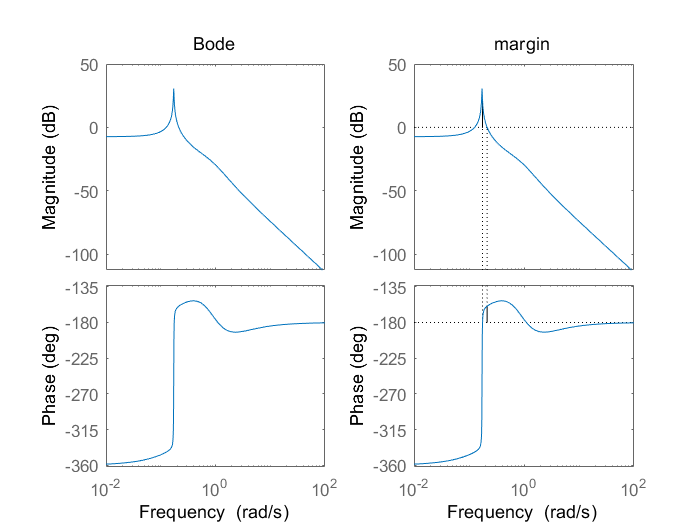 Bode
margin
50
0
-50
-100
Magnitude (dB)
50
0
-50
-100
Magnitude (dB)
-135
-180
-225
-270
-315
-360
Phase (deg)
-135
-180
-225
-270
-315
-360
Phase (deg)
10^-2 10^0 10^2
10^-2 10^0 10^2
Frequency (rad/s)
Frequency (rad/s)